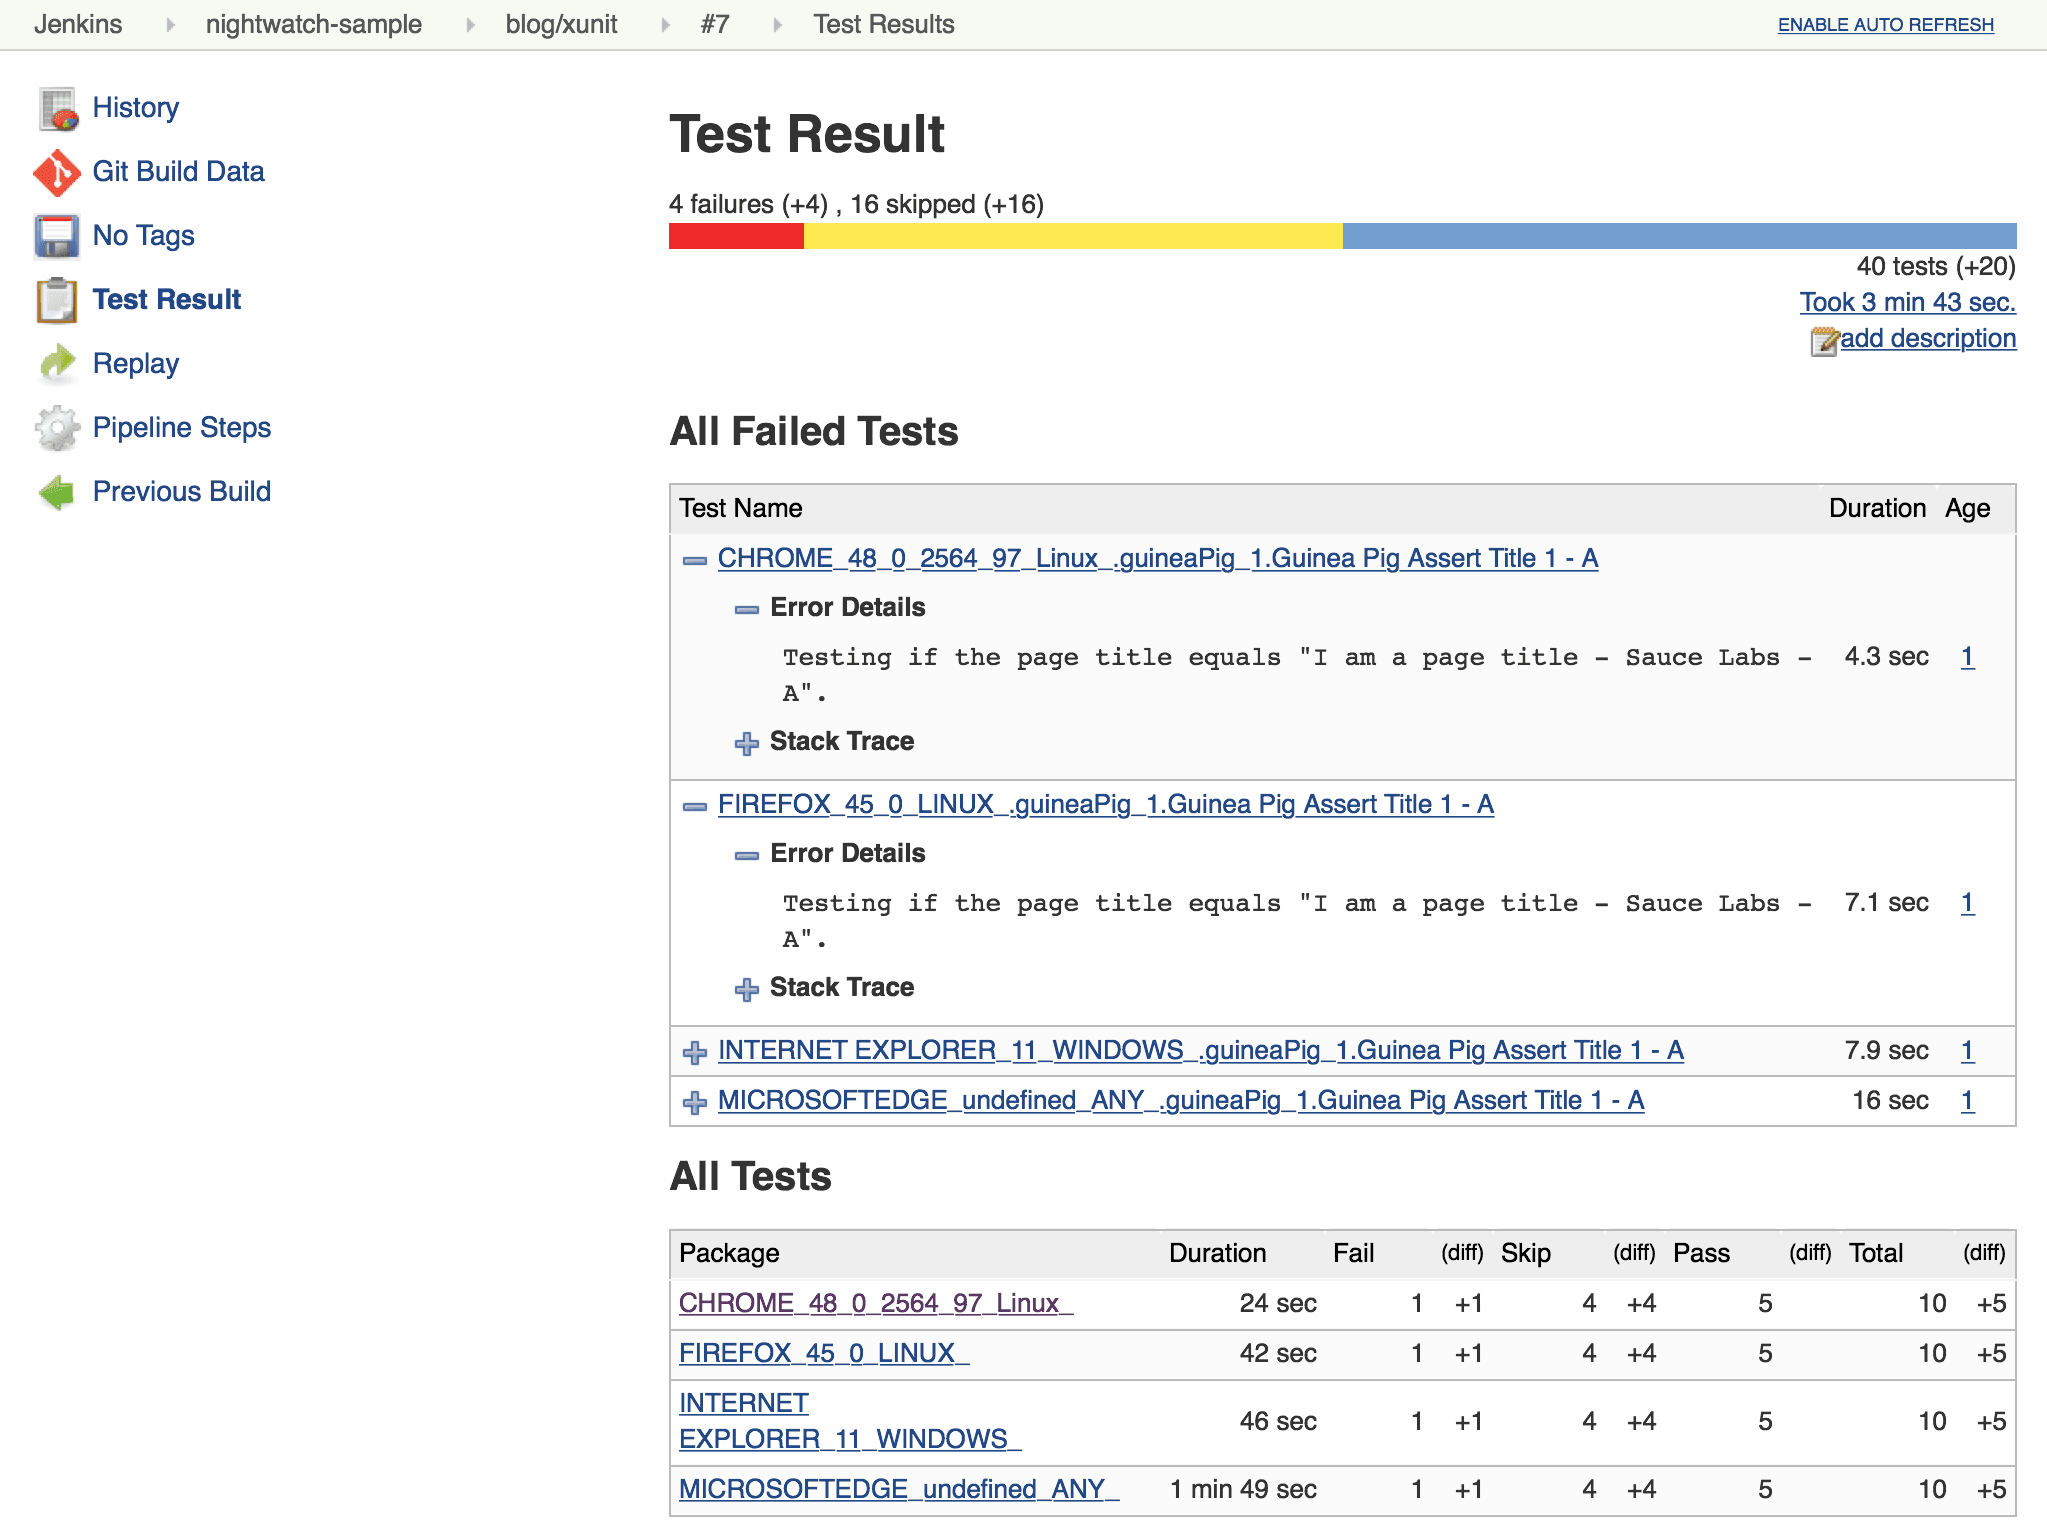 Jenkins nightwatch-sample blog/xunit #7 Test Results ENABLE AUTO REFRESH
History
Git Build Data
No Tags
Test Result
Replay
Pipeline Steps
Previous Build
Test Result
4 failures (+4) , 16 skipped (+16)
40 tests (+20)
Took 3 min 43 sec.
add description
All Failed Tests
Test Name Duration Age
CHROME_48_0_2564_97_Linux_.guineaPig_1.Guinea Pig Assert Title 1 - A
Error Details
Testing if the page title equals "I am a page title - Sauce Labs - 4.3 sec 1
A".
Stack Trace
FIREFOX_45_0_LINUX_.guineaPig_1.Guinea Pig Assert Title 1 - A
Error Details
Testing if the page title equals "I am a page title - Sauce Labs - 7.1 sec 1
A".
Stack Trace
INTERNET EXPLORER_11_WINDOWS_.guineaPig_1.Guinea Pig Assert Title 1 - A 7.9 sec 1
MICROSOFTEDGE_undefined_ANY_.guineaPig_1.Guinea Pig Assert Title 1 - A 16 sec 1
All Tests
Package Duration Fail (diff) Skip (diff) Pass (diff) Total (diff)
CHROME_48_0_2564_97_Linux_ 24 sec 1 +1 4 +4 5 10 +5
FIREFOX_45_0_LINUX_ 42 sec 1 +1 4 +4 5 10 +5
INTERNET
EXPLORER_11_WINDOWS_ 46 sec 1 +1 4 +4 5 10 +5
MICROSOFTEDGE_undefined_ANY_ 1 min 49 sec 1 +1 4 +4 5 10 +5